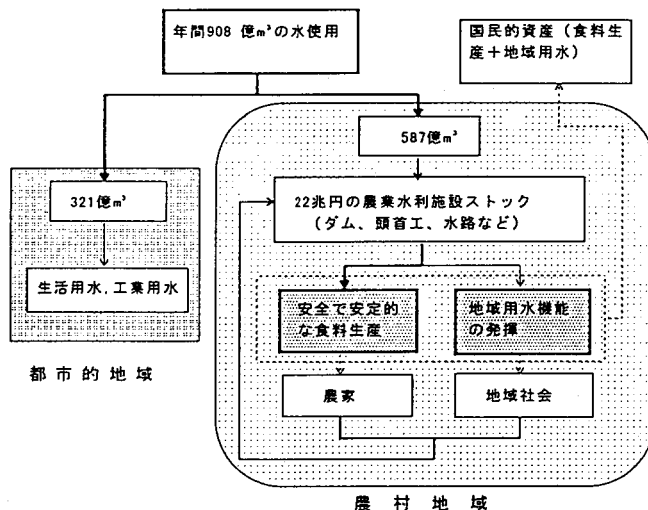 年間908 億m³の水使用
国民的資産（食料生
産＋地域用水）
587億m³
321億m³
22兆円の農業水利施設ストック
（ダム、頭首工、水路など）
生活用水,工業用水
安全で安定的
な食料生産
地域用水機能
の発揮
都市的地域
農家
地域社会
農村地域